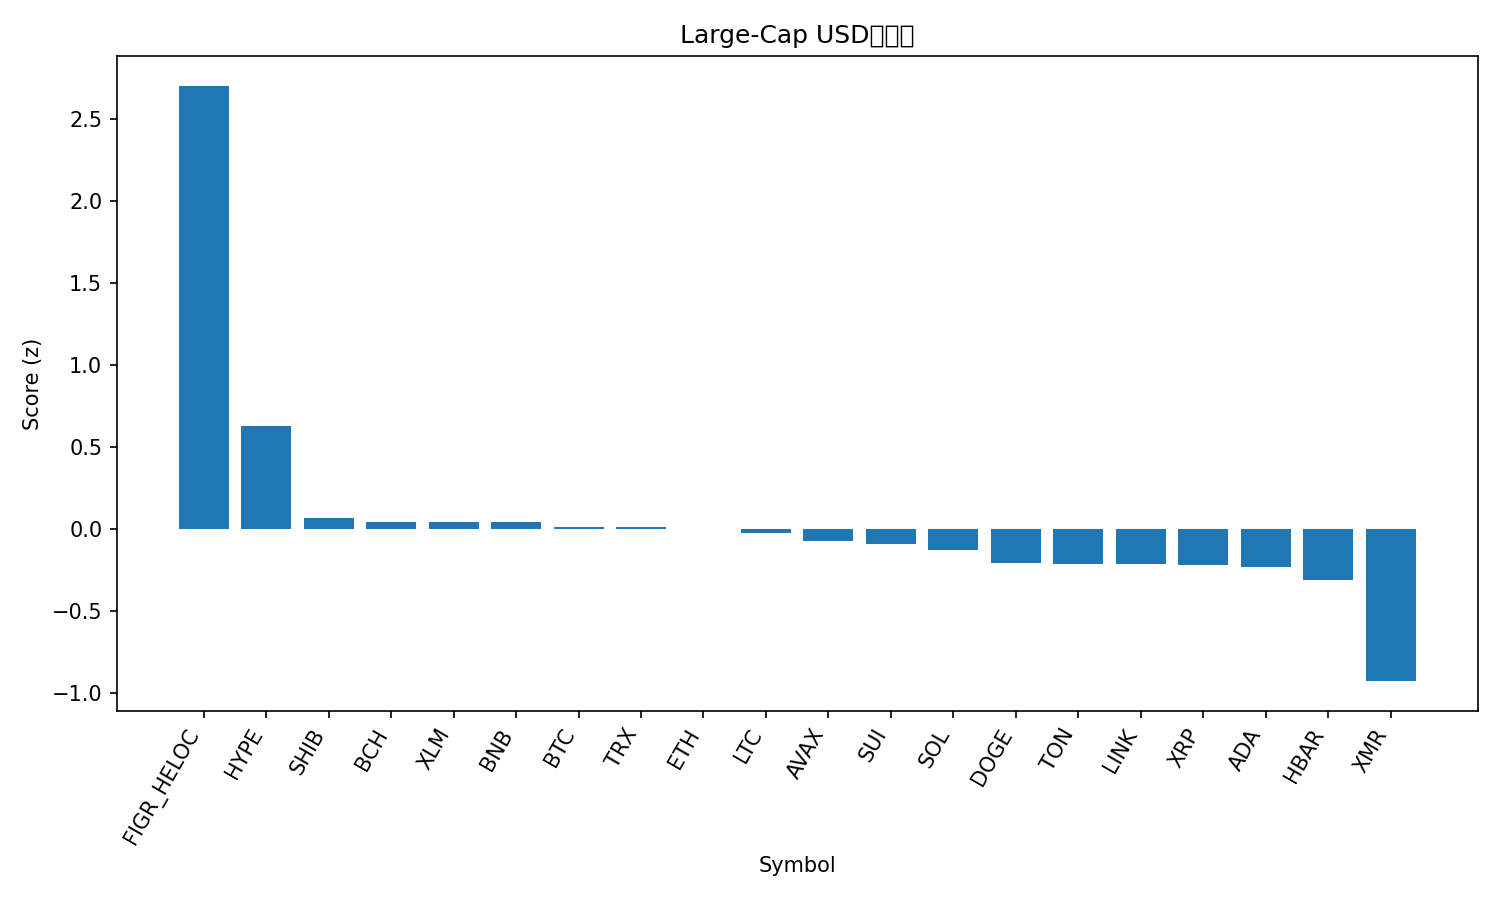 Large-Cap USD
Score (z)
2.5
2.0
1.5
1.0
0.5
0.0
−0.5
−1.0
FIGR_HELOC
HYPE
SHIB
BCH
XLM
BNB
BTC
TRX
ETH
LTC
AVAX
SUI
SOL
DOGE
TON
LINK
XRP
ADA
HBAR
XMR
Symbol